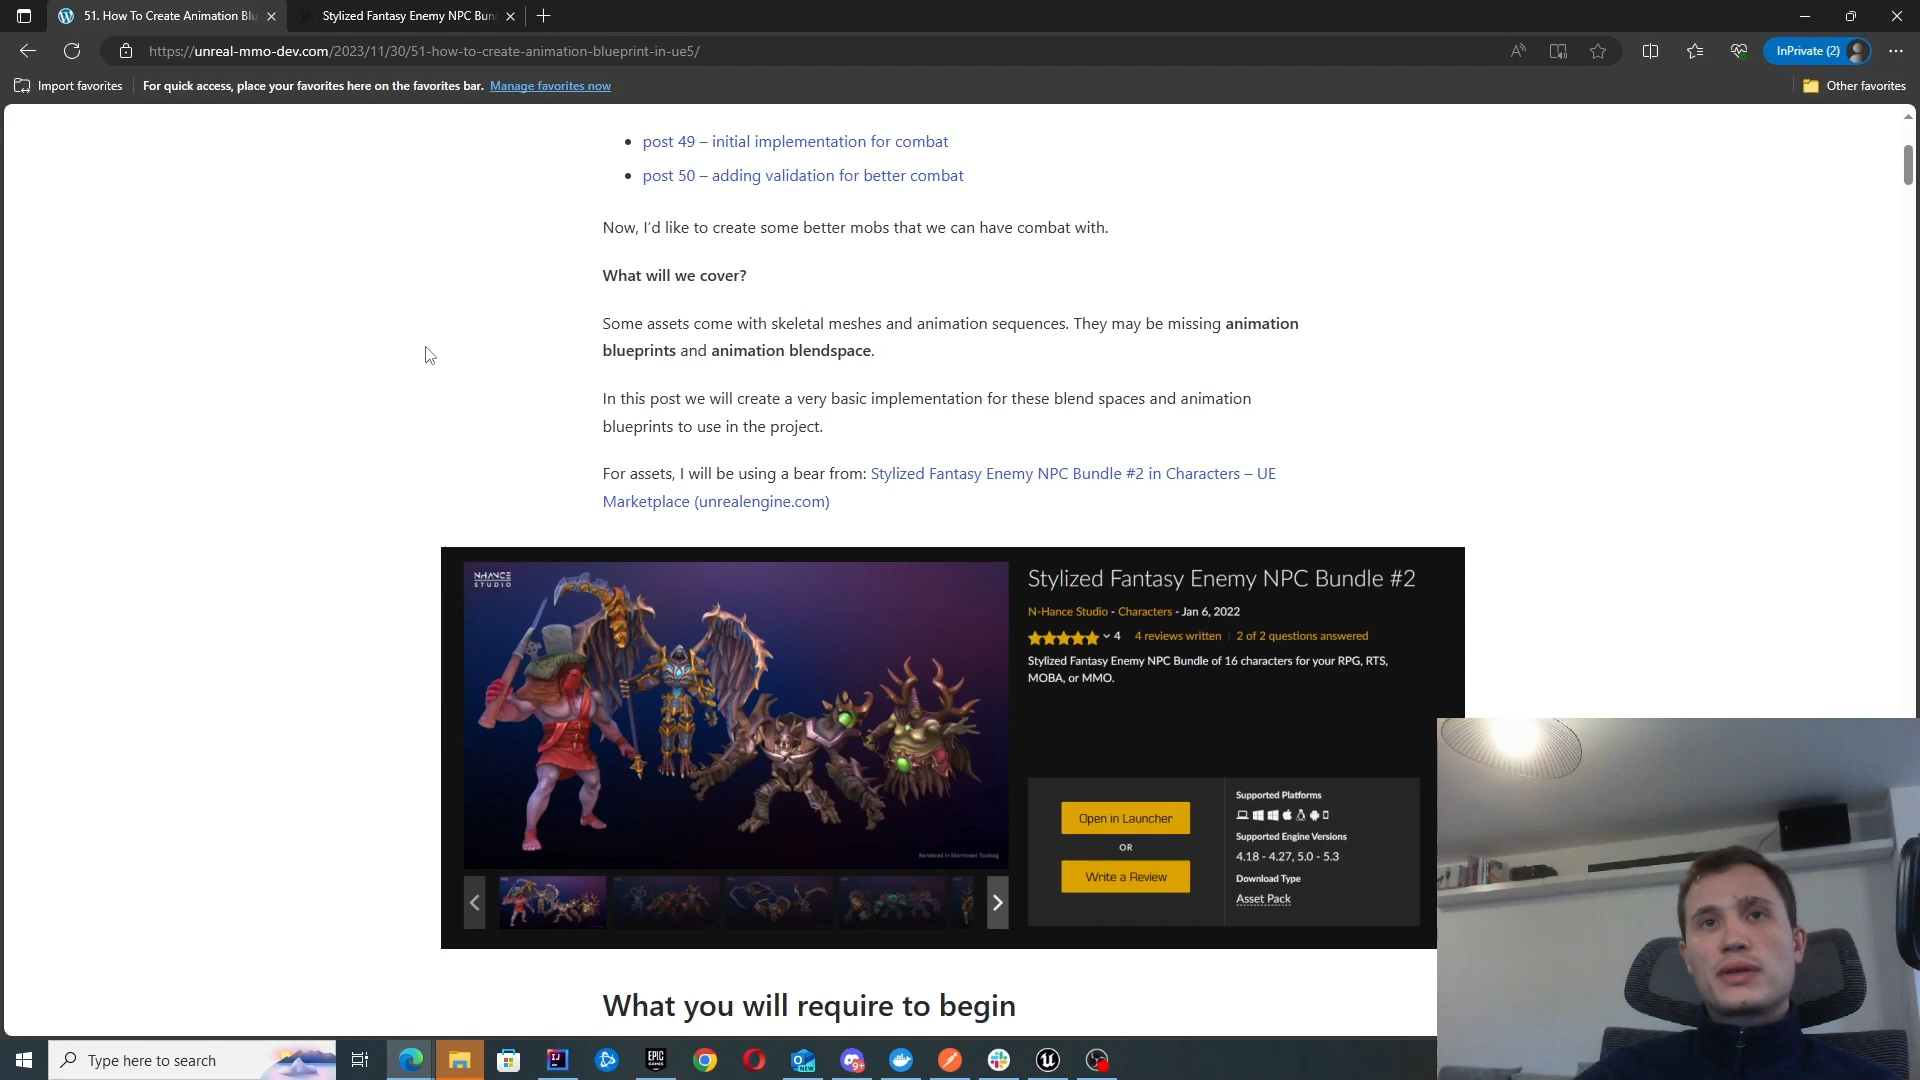 51. How To Create Animation Blu
Stylized Fantasy Enemy NPC Bun
https://unreal-mmo-dev.com/2023/11/30/51-how-to-create-animation-blueprint-in-ue5/
InPrivate (2)
Import favorites
For quick access, place your favorites here on the favorites bar. Manage favorites now
Other favorites
post 49 – initial implementation for combat
post 50 – adding validation for better combat
Now, I'd like to create some better mobs that we can have combat with.
What will we cover?
Some assets come with skeletal meshes and animation sequences. They may be missing animation
blueprints and animation blendspace.
In this post we will create a very basic implementation for these blend spaces and animation
blueprints to use in the project.
For assets, I will be using a bear from: Stylized Fantasy Enemy NPC Bundle #2 in Characters – UE
Marketplace (unrealengine.com)
N-HANCE
STUDIO
Stylized Fantasy Enemy NPC Bundle #2
N-Hance Studio - Characters - Jan 6, 2022
4 4 reviews written | 2 of 2 questions answered
Stylized Fantasy Enemy NPC Bundle of 16 characters for your RPG, RTS,
MOBA, or MMO.
Open in Launcher
OR
Write a Review
Supported Platforms
Supported Engine Versions
4.18 - 4.27, 5.0 - 5.3
Download Type
Asset Pack
Rendered in Marmoset Toolbag
What you will require to begin
Type here to search
EPIC
GAMES
NEW
9+